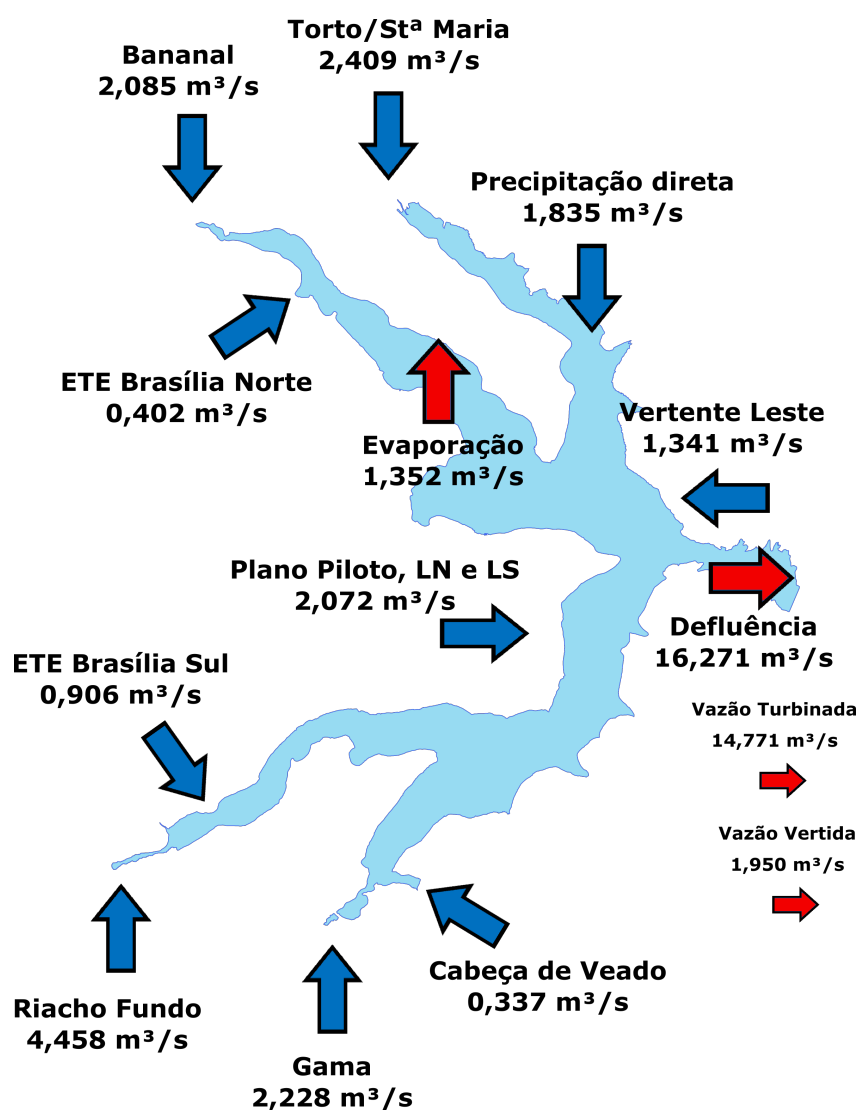 Torto/Stª Maria
2,409 m³/s
Bananal
2,085 m³/s
Precipitação direta
1,835 m³/s
ETE Brasília Norte
0,402 m³/s
Vertente Leste
1,341 m³/s
Evaporação
1,352 m³/s
Plano Piloto, LN e LS
2,072 m³/s
Defluência
16,271 m³/s
ETE Brasília Sul
0,906 m³/s
Vazão Turbinada
14,771 m³/s
Vazão Vertida
1,950 m³/s
Cabeça de Veado
0,337 m³/s
Riacho Fundo
4,458 m³/s
Gama
2,228 m³/s